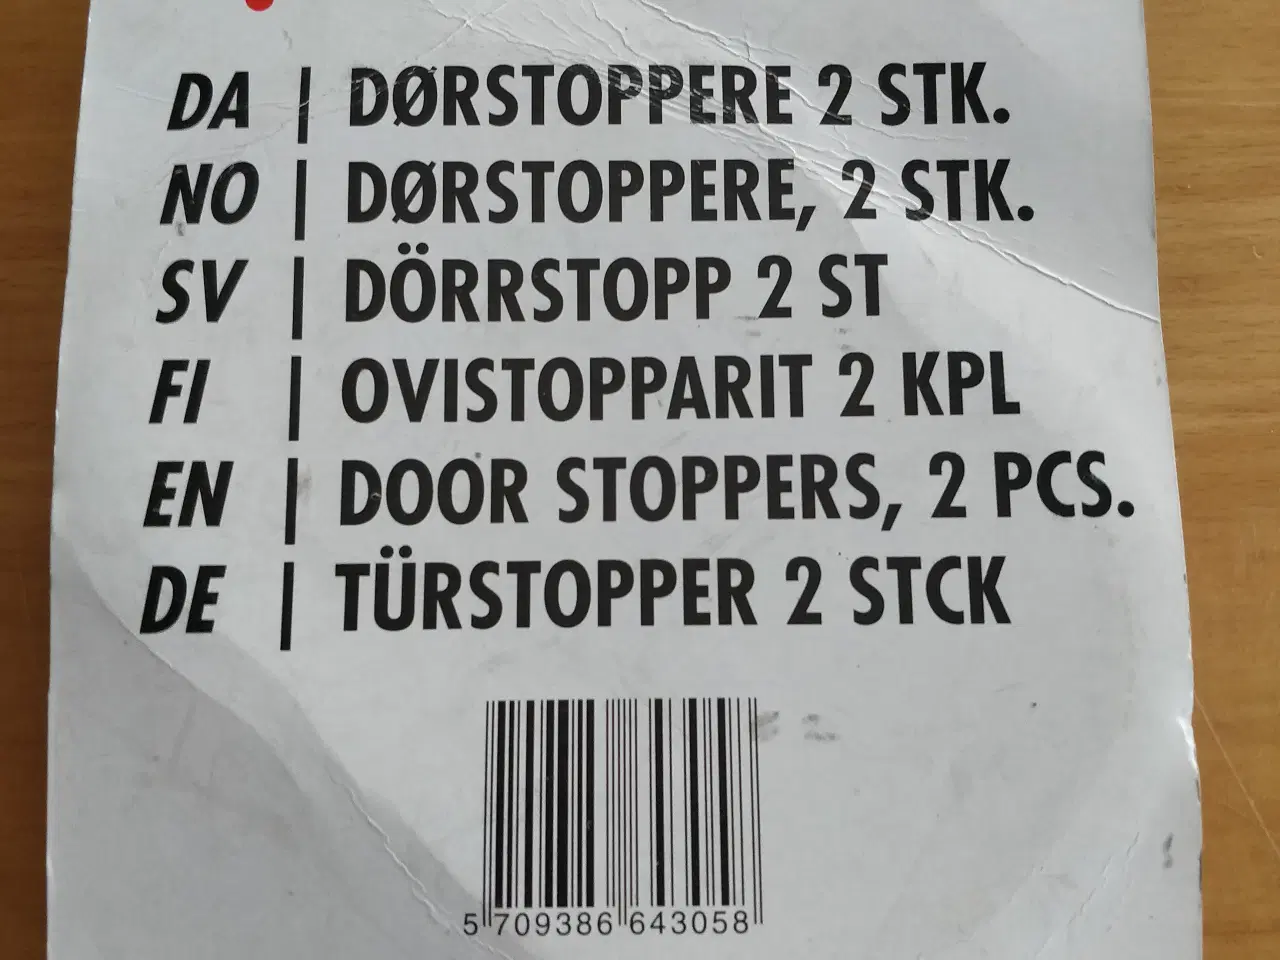 DA | DØRSTOPPERE 2 STK.
NO | DØRSTOPPERE, 2 STK.
SV | DÖRRSTOPP 2 ST
FI | OVISTOPPARIT 2 KPL
EN | DOOR STOPPERS, 2 PCS.
DE | TÜRSTOPPER 2 STCK
5 709386 643058